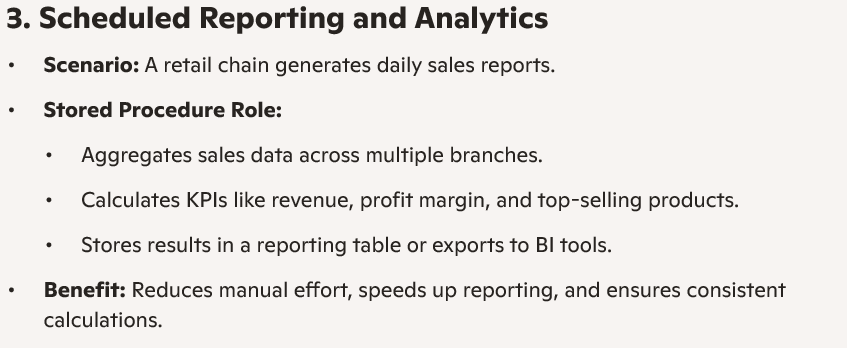 3. Scheduled Reporting and Analytics
• Scenario: A retail chain generates daily sales reports.
• Stored Procedure Role:
• Aggregates sales data across multiple branches.
• Calculates KPIs like revenue, profit margin, and top-selling products.
• Stores results in a reporting table or exports to BI tools.
• Benefit: Reduces manual effort, speeds up reporting, and ensures consistent
calculations.